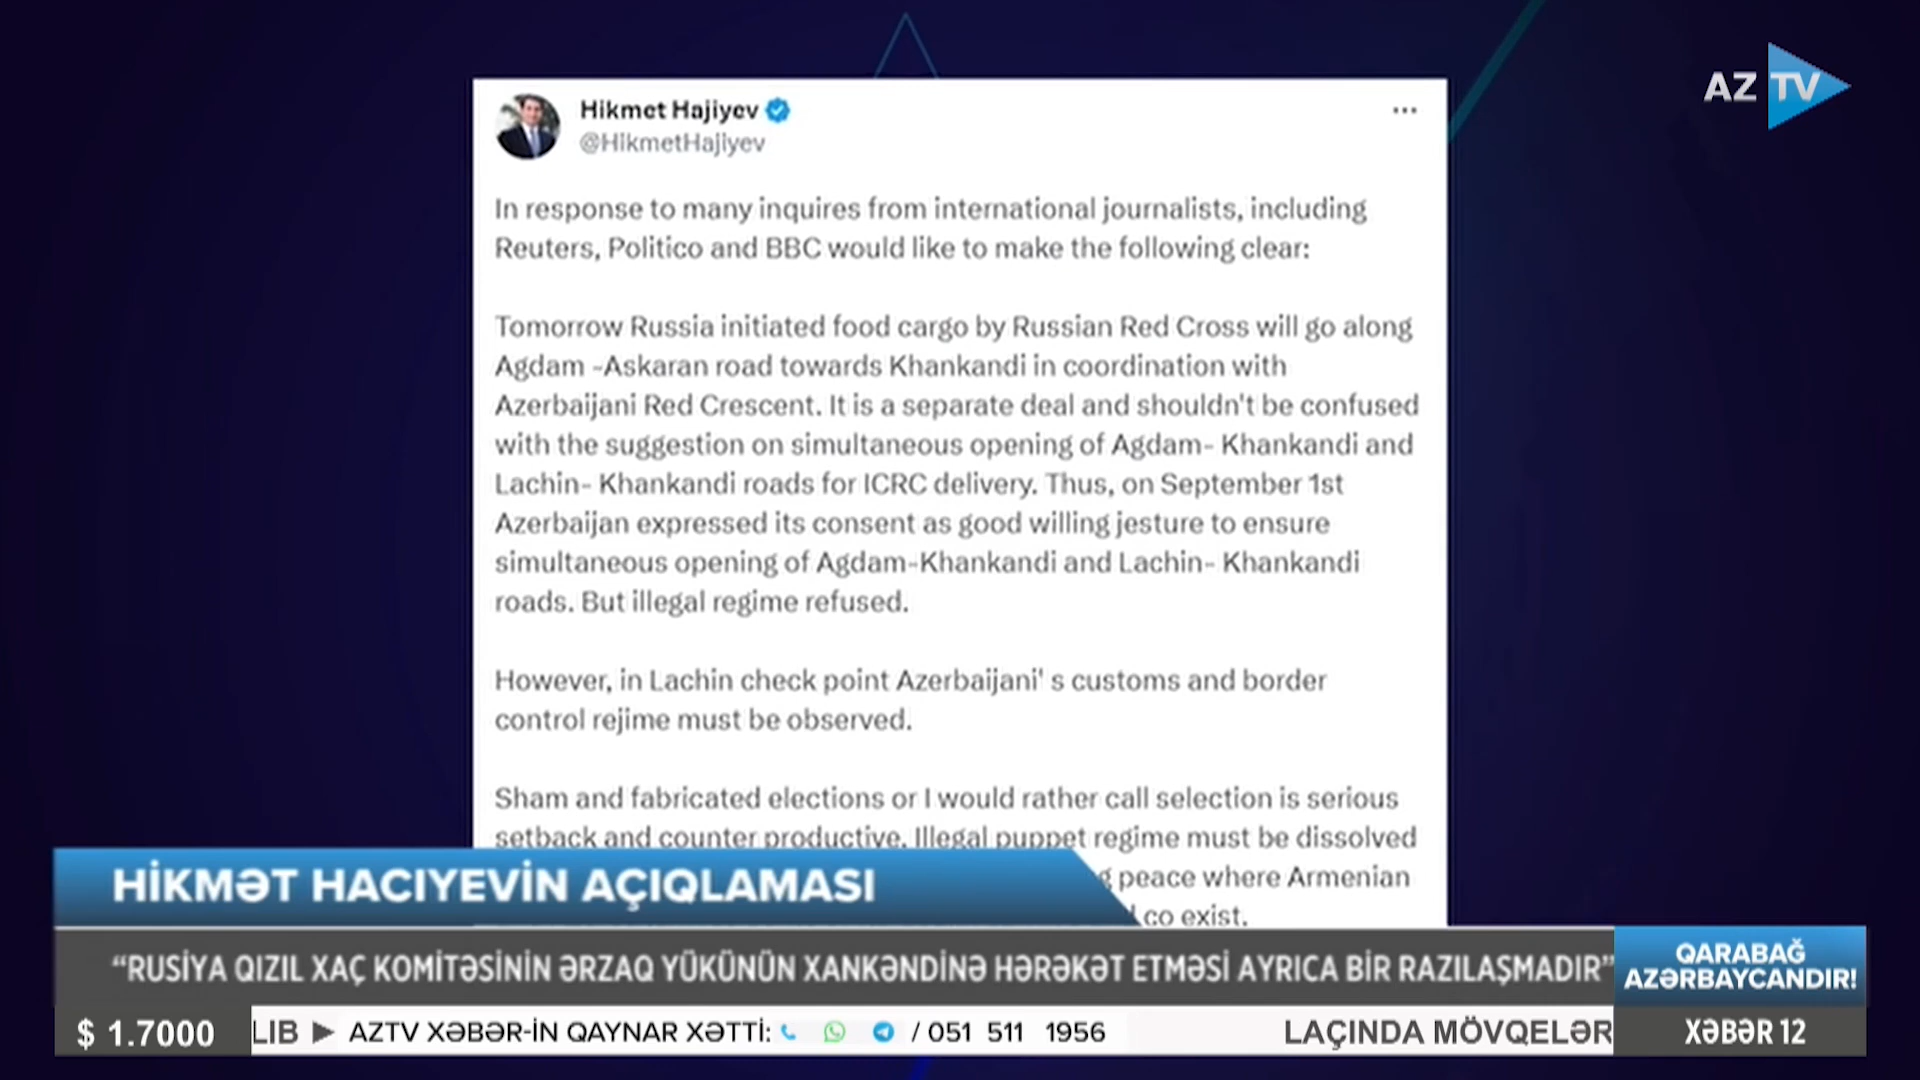 AZ TV
Hikmet Hajiyev
@HikmetHajiyev
In response to many inquires from international journalists, including
Reuters, Politico and BBC would like to make the following clear:
Tomorrow Russia initiated food cargo by Russian Red Cross will go along
Agdam -Askaran road towards Khankandi in coordination with
Azerbaijani Red Crescent. It is a separate deal and shouldn't be confused
with the suggestion on simultaneous opening of Agdam- Khankandi and
Lachin- Khankandi roads for ICRC delivery. Thus, on September 1st
Azerbaijan expressed its consent as good willing jesture to ensure
simultaneous opening of Agdam-Khankandi and Lachin- Khankandi
roads. But illegal regime refused.
However, in Lachin check point Azerbaijani' s customs and border
control rejime must be observed.
Sham and fabricated elections or I would rather call selection is serious
setback and counter productive. Illegal puppet regime must be dissolved
peace where Armenian
co exist.
HİKMƏT HACIYEVİN AÇIQLAMASI
“RUSİYA QIZIL XAÇ KOMİTƏSİNİN ƏRZAQ YÜKÜNÜN XANKƏNDİNƏ HƏRƏKƏT ETMƏSİ AYRICA BİR RAZILAŞMADIR”
QARABAĞ
AZƏRBAYCANDIR!
$ 1.7000
LIB ▶ AZTV XƏBƏR-İN QAYNAR XƏTTİ: / 051 511 1956
LAÇINDA MÖVQELƏR
XƏBƏR 12